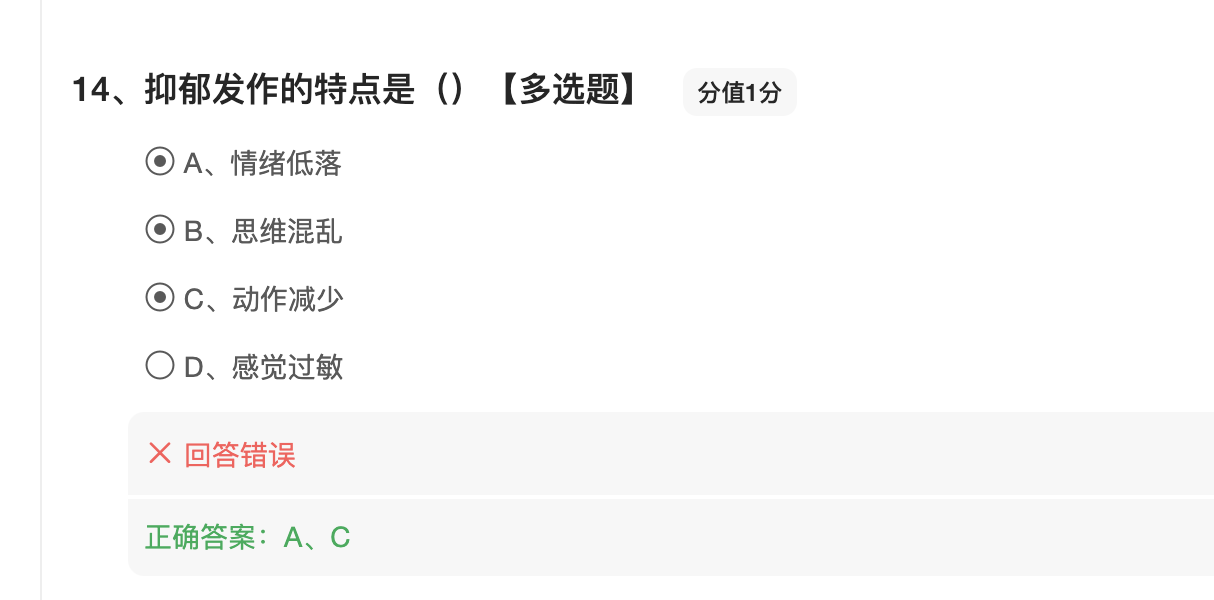 14、抑郁发作的特点是（）【多选题】 分值1分
A、情绪低落
B、思维混乱
C、动作减少
D、感觉过敏
回答错误
正确答案：A、C